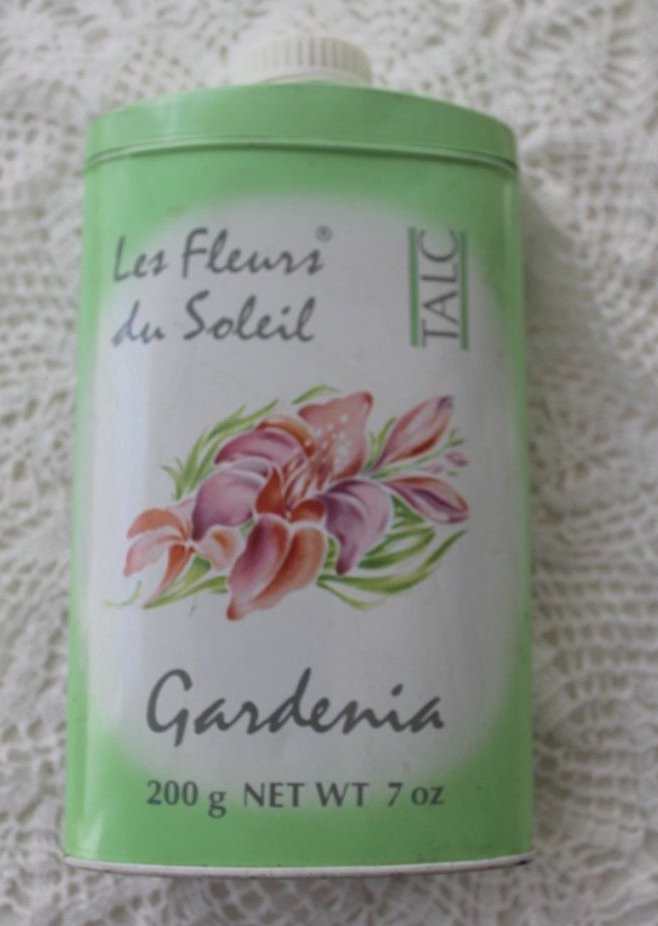 Les Fleurs®
du Soleil
TALC
Gardenia
200 g NET WT 7 oz